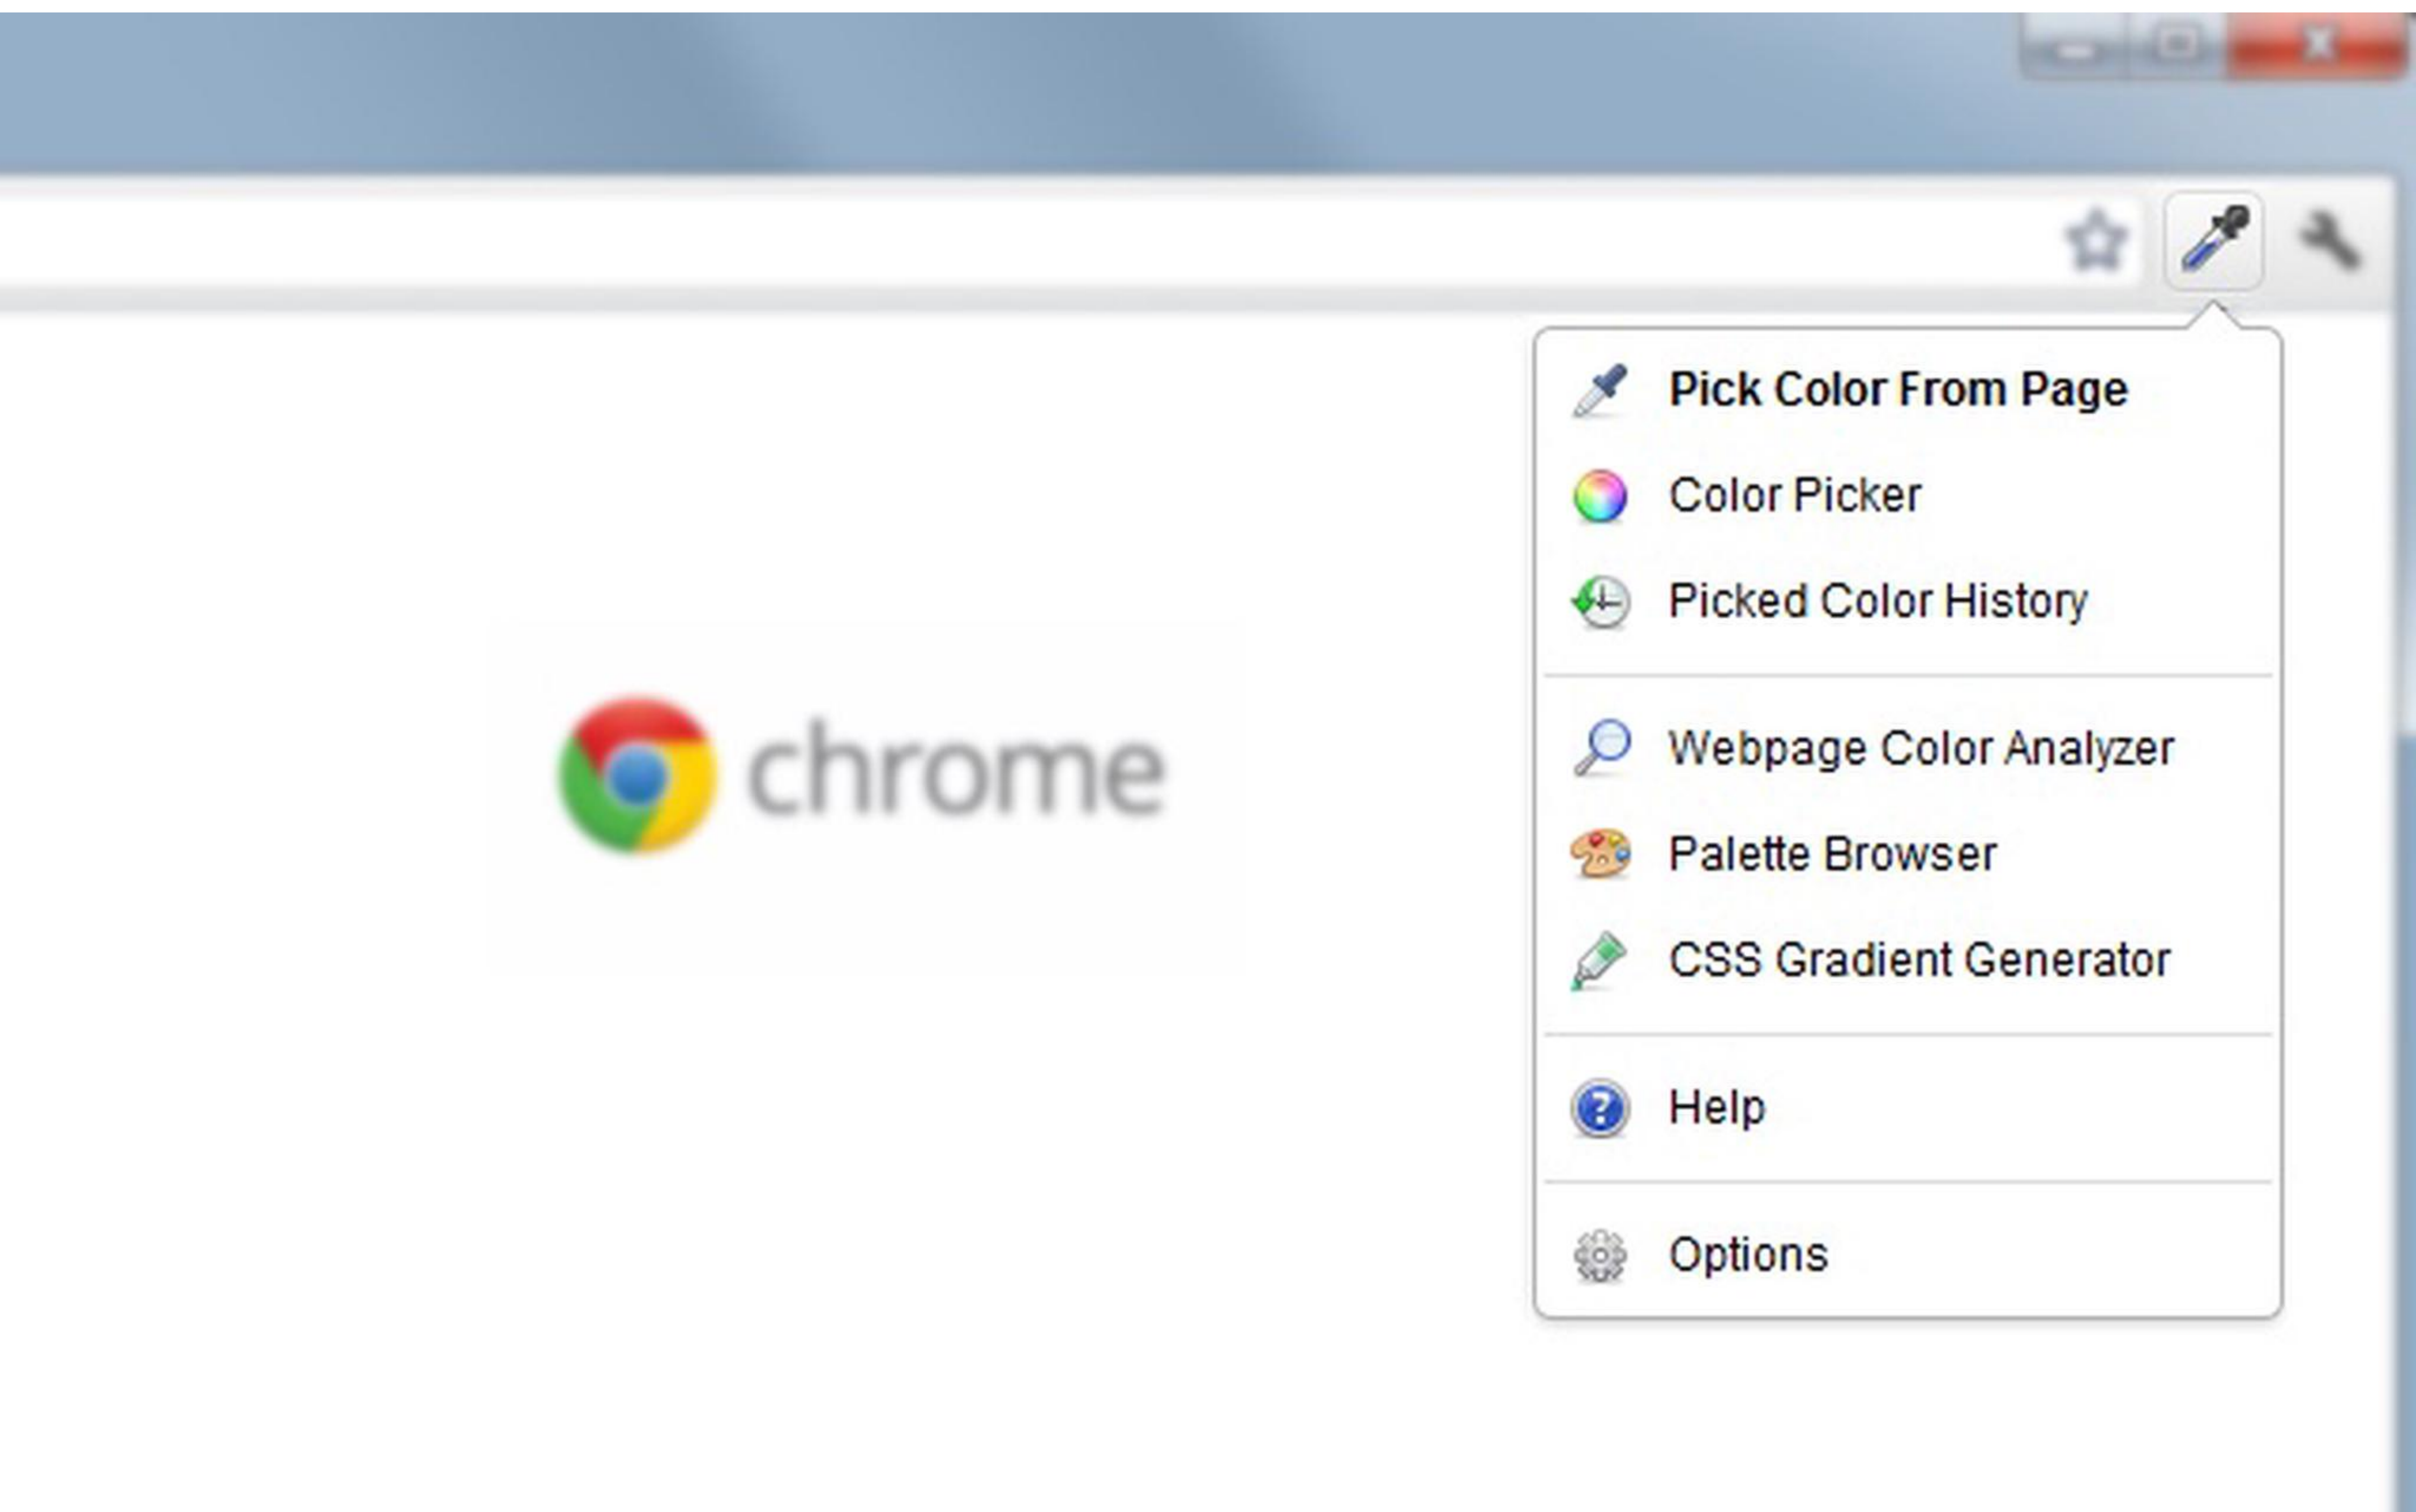 Pick Color From Page
Color Picker
Picked Color History
chrome
Webpage Color Analyzer
Palette Browser
CSS Gradient Generator
Help
Options